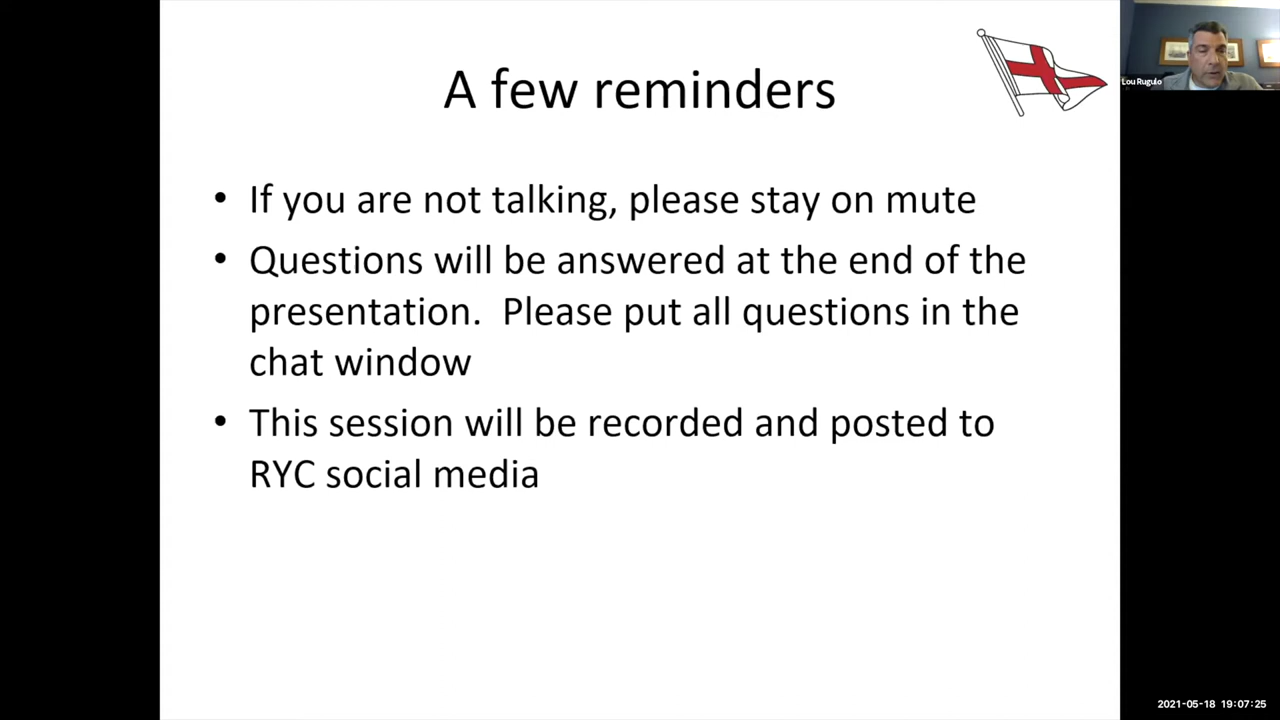 A few reminders
Lou Rugulo
• If you are not talking, please stay on mute
• Questions will be answered at the end of the
presentation.  Please put all questions in the
chat window
• This session will be recorded and posted to
RYC social media
2021-05-18 19:07:25